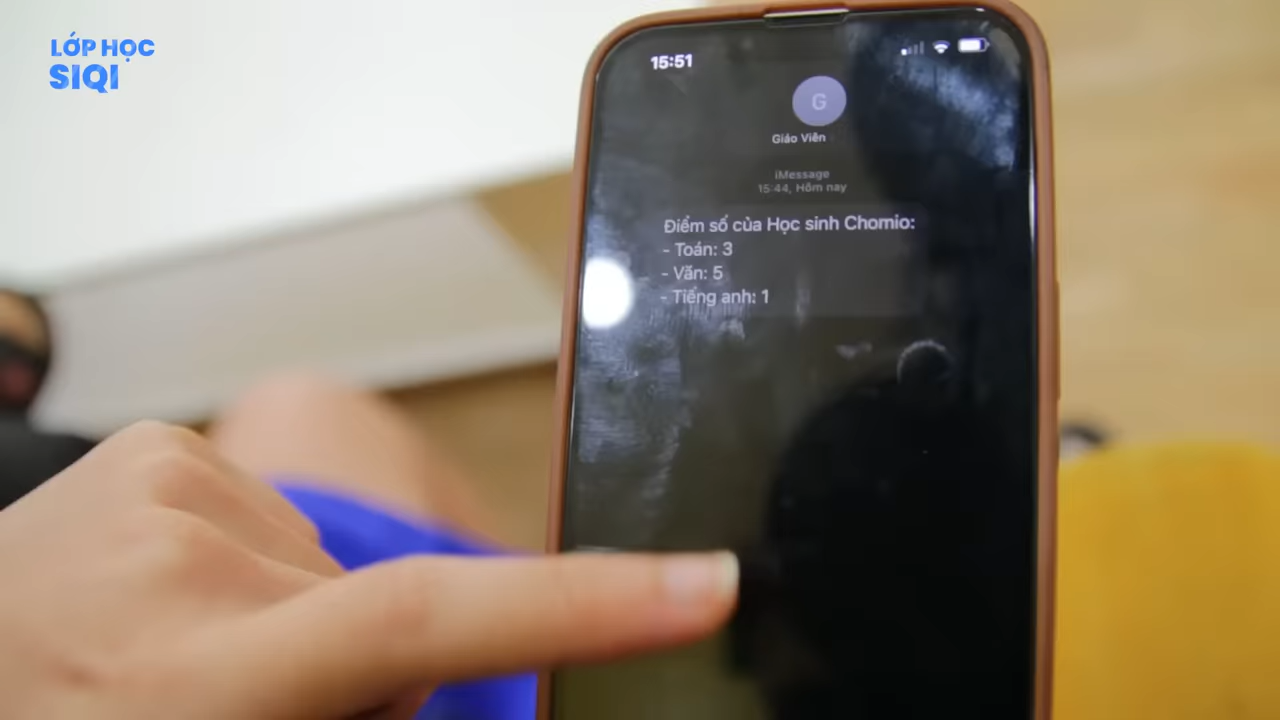 LỚP HỌC
SIQI
15:51
G
Giáo Viên
iMessage
15:44, Hôm nay
Điểm số của Học sinh Chomio:
- Toán: 3
- Văn: 5
- Tiếng anh: 1